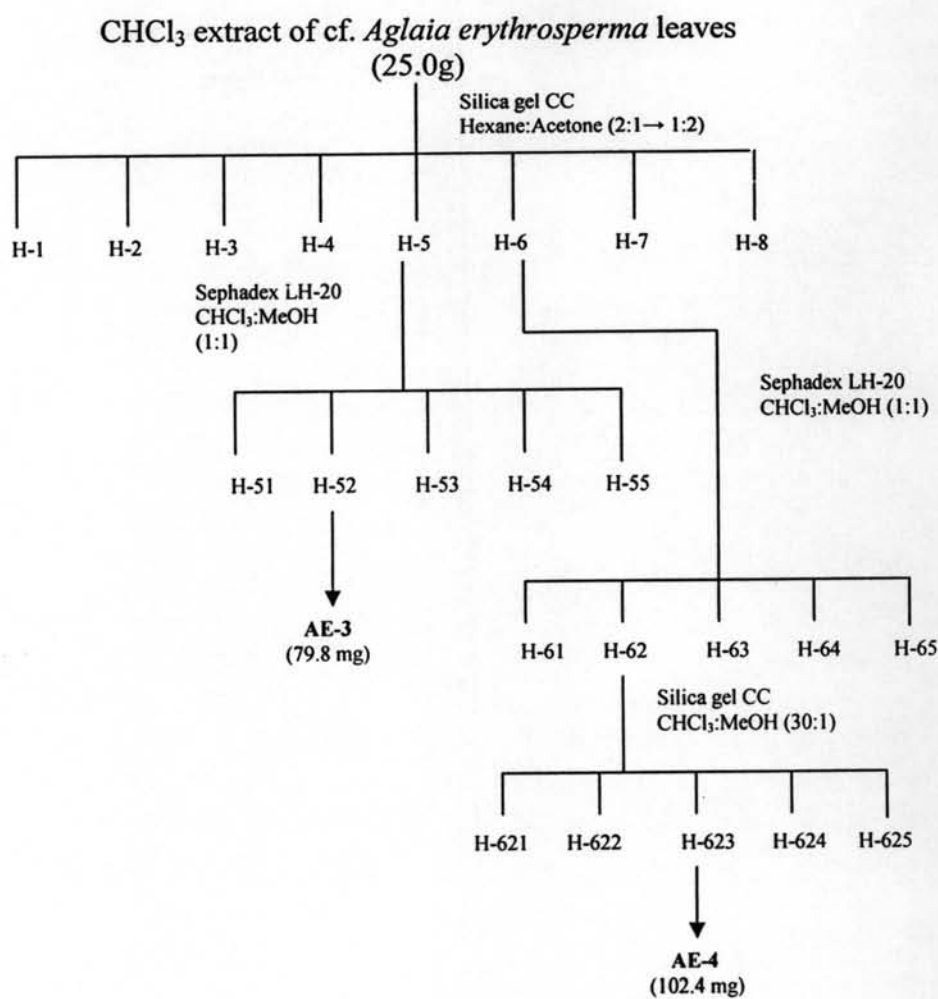 CHCl₃ extract of cf. Aglaia erythrosperma leaves
(25.0g)
Silica gel CC
Hexane:Acetone (2:1→ 1:2)
H-1 H-2 H-3 H-4 H-5 H-6 H-7 H-8
Sephadex LH-20
CHCl₃:MeOH
(1:1)
Sephadex LH-20
CHCl₃:MeOH (1:1)
H-51 H-52 H-53 H-54 H-55
AE-3
(79.8 mg)
H-61 H-62 H-63 H-64 H-65
Silica gel CC
CHCl₃:MeOH (30:1)
H-621 H-622 H-623 H-624 H-625
AE-4
(102.4 mg)